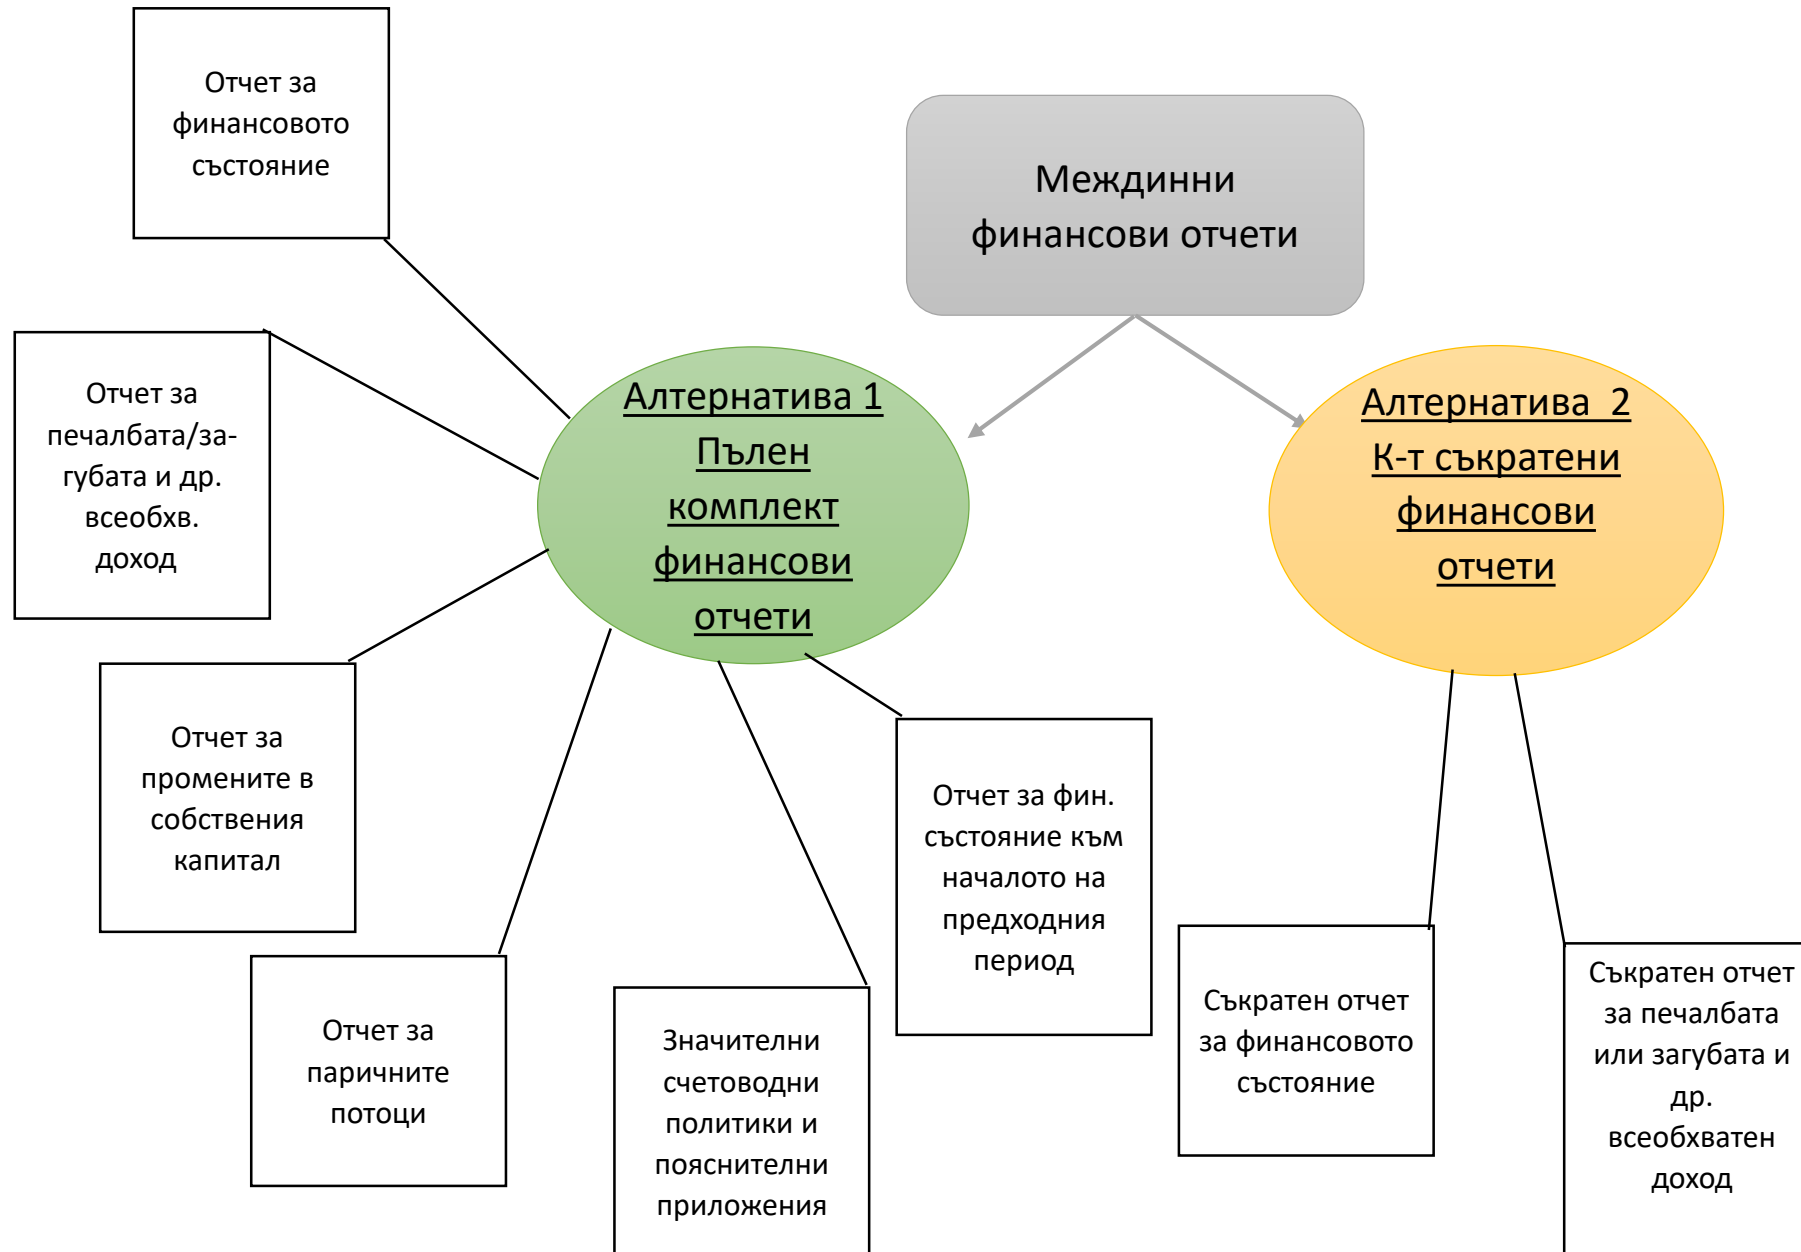 Отчет за
финансовото
състояние
Междинни
финансови отчети
Отчет за
печалбата/за-
губата и др.
всеобхв.
доход
Алтернатива 1
Пълен
комплект
финансови
отчети
Алтернатива  2
К-т съкратени
финансови
отчети
Отчет за
промените в
собствения
капитал
Отчет за
паричните
потоци
Значителни
счетоводни
политики и
пояснителни
приложения
Отчет за фин.
състояние към
началото на
предходния
период
Съкратен отчет
за финансовото
състояние
Съкратен отчет
за печалбата
или загубата и
др.
всеобхватен
доход